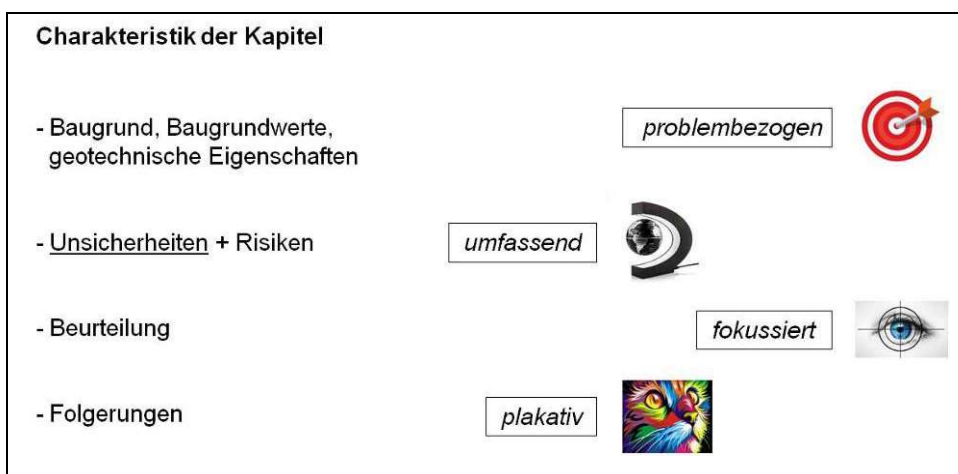 Charakteristik der Kapitel
- Baugrund, Baugrundwerte,
geotechnische Eigenschaften
problembezogen
- Unsicherheiten + Risiken
umfassend
- Beurteilung
fokussiert
- Folgerungen
plakativ